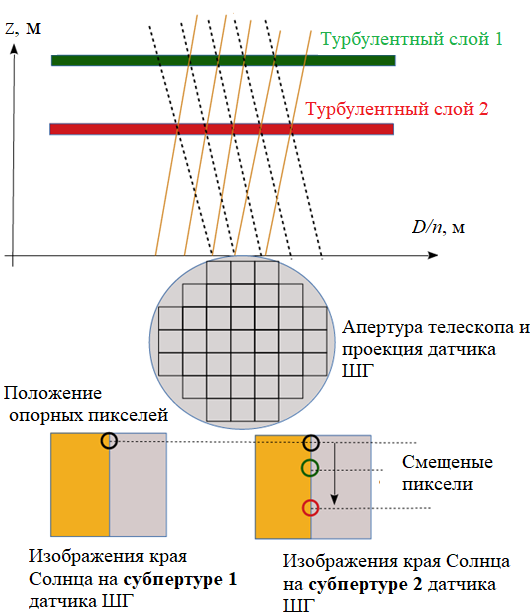 z, м
Турбулентный слой 1
Турбулентный слой 2
D/n, м
Апертура телескопа и
проекция датчика
ШГ
Положение
опорных пикселей
Смещеные
пиксели
Изображения края
Солнца на субпертуре 1
датчика ШГ
Изображения края Солнца
на субпертуре 2 датчика
ШГ